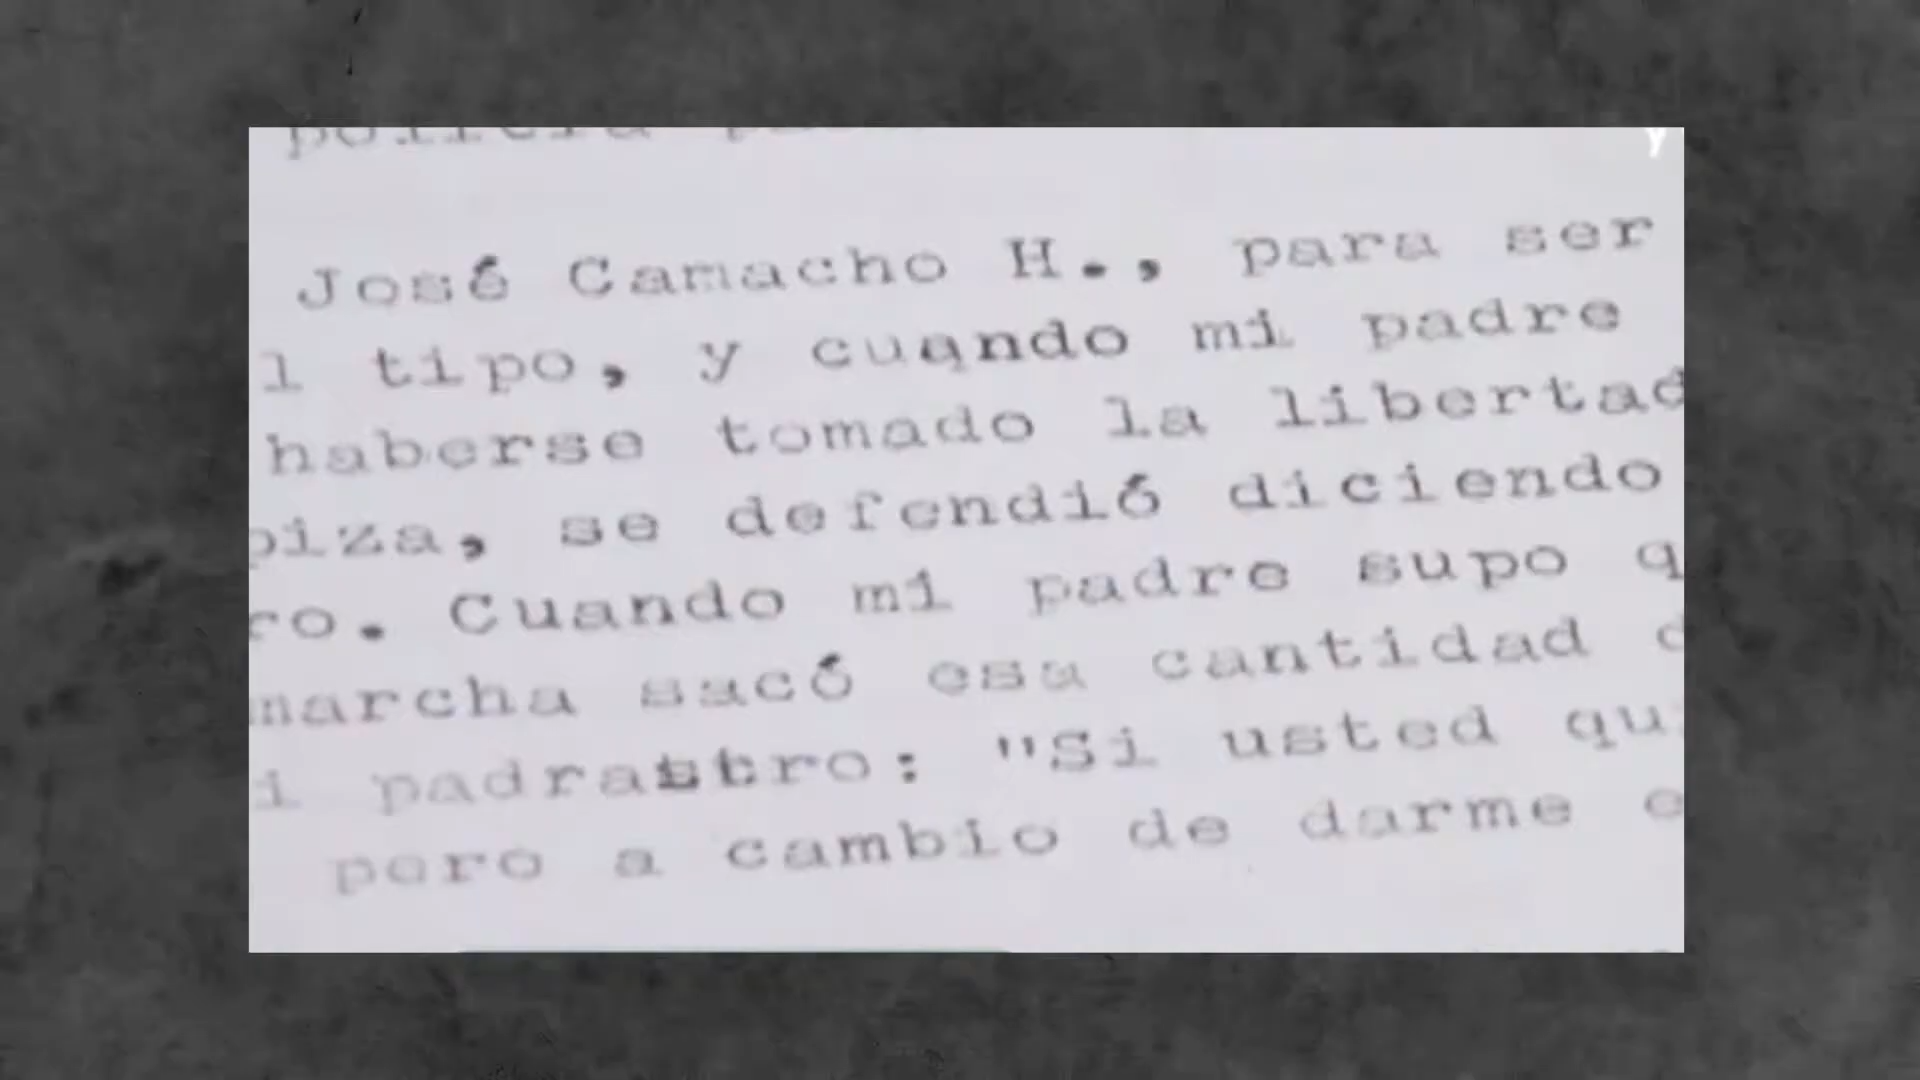 José Camacho H., para ser
l tipo, y cuando mi padre
haberse tomado la libertad
piza, se defendió diciendo
ro. Cuando mi padre supo q
marcha sacó esa cantidad d
i padrastro: "Si usted qui
pero a cambio de darme e